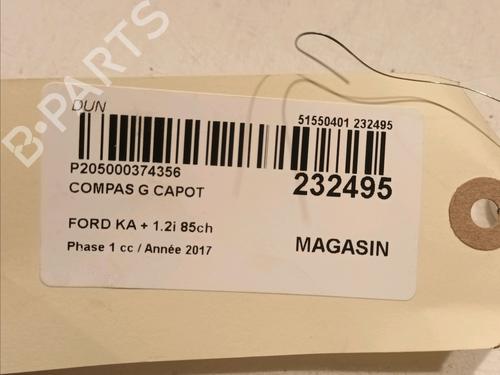 B-PARTS
DUN
51550401 232495
P205000374356
COMPAS G CAPOT
232495
FORD KA + 1.2i 85ch
Phase 1 cc / Année 2017
MAGASIN